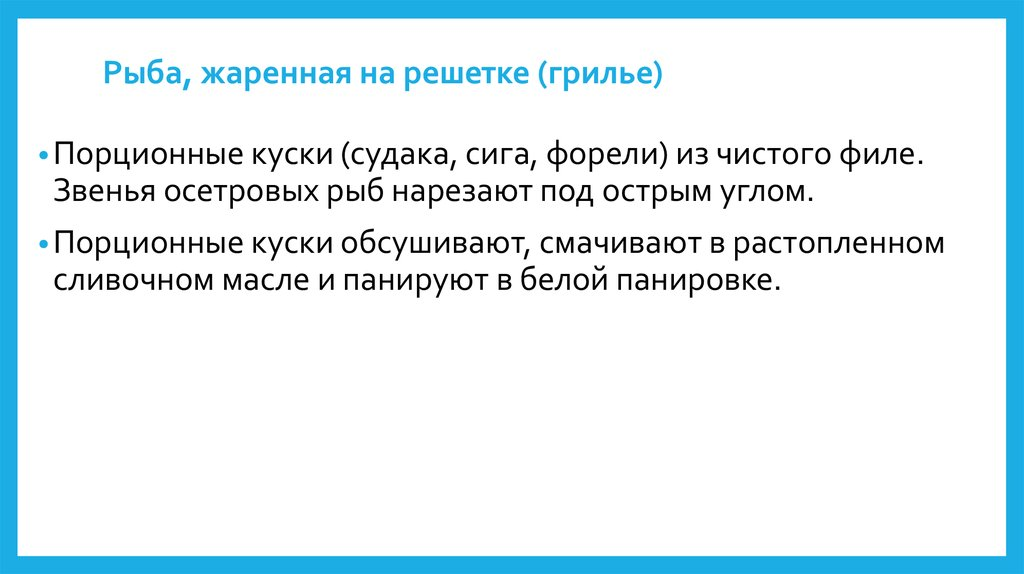 Рыба, жаренная на решетке (грилье)
• Порционные куски (судака, сига, форели) из чистого филе.
Звенья осетровых рыб нарезают под острым углом.
• Порционные куски обсушивают, смачивают в растопленном
сливочном масле и панируют в белой панировке.